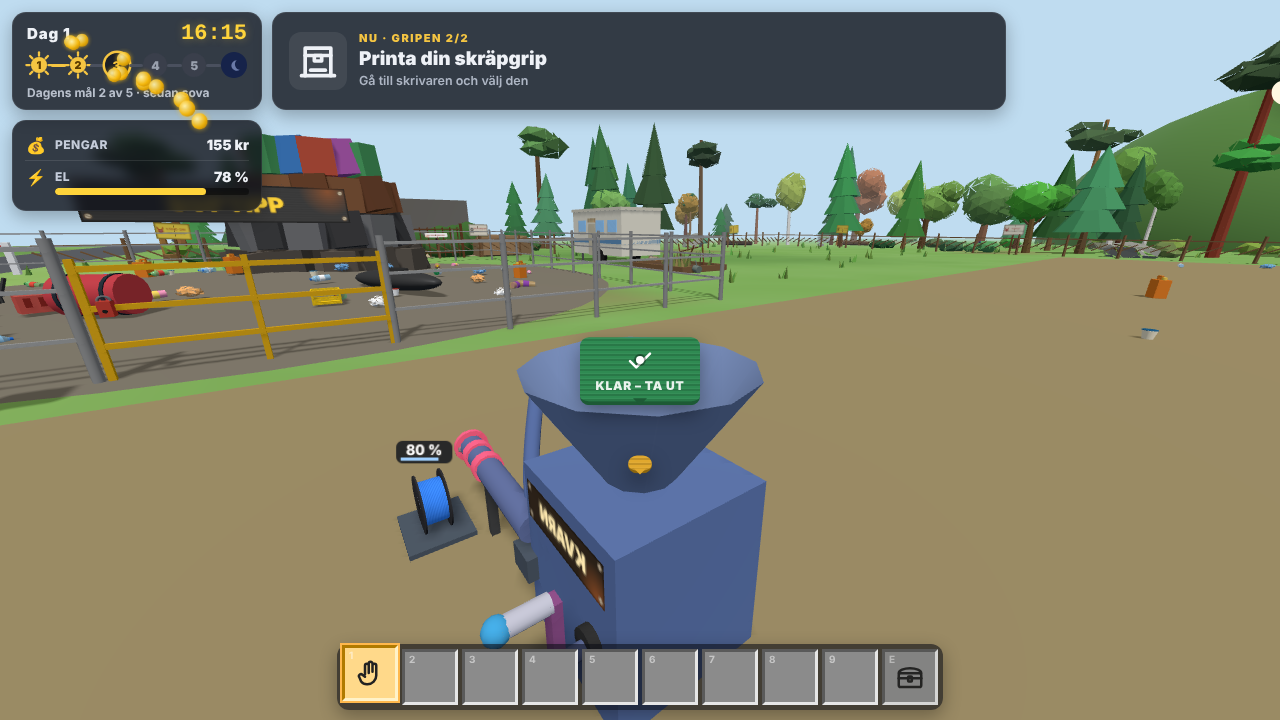 Dag 1
16:15
1 2 3 4 5
Dagens mål 2 av 5 · sedan sova
PENGAR 155 kr
EL 78 %
NU · GRIPEN 2/2
Printa din skräpgrip
Gå till skrivaren och välj den
KLAR – TA UT
80 %
KVARN
1 2 3 4 5 6 7 8 9 E